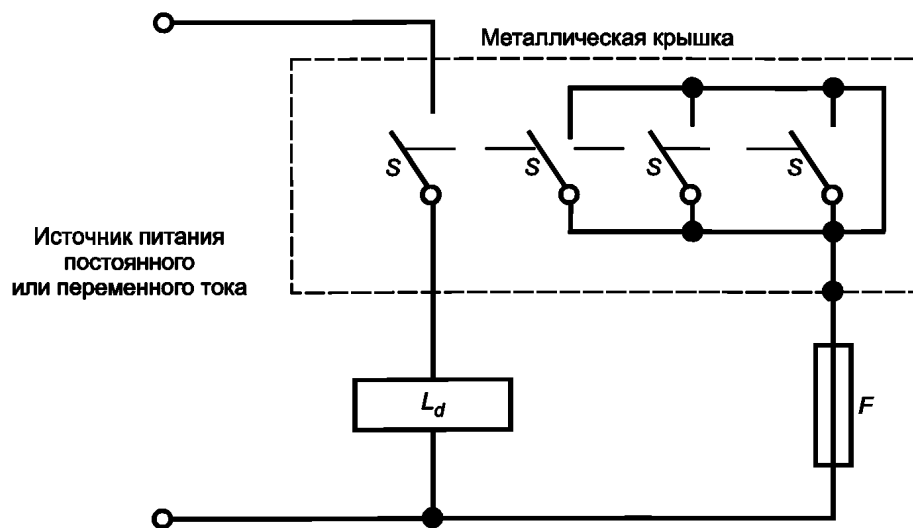 Металлическая крышка
S
S
S
S
Источник питания
постоянного
или переменного тока
L_d
F